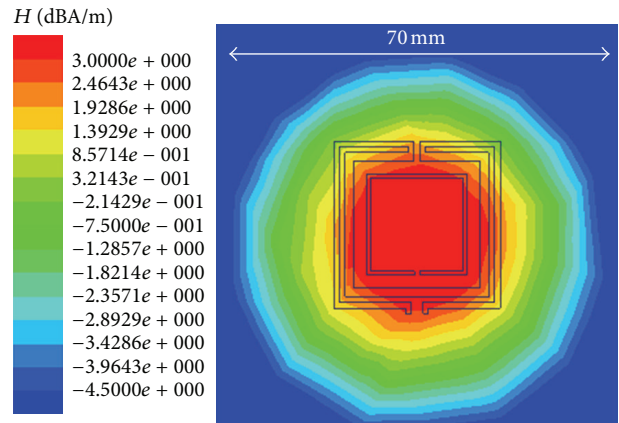 H (dBA/m)
70 mm
3.0000e + 000
2.4643e + 000
1.9286e + 000
1.3929e + 000
8.5714e − 001
3.2143e − 001
−2.1429e − 001
−7.5000e − 001
−1.2857e + 000
−1.8214e + 000
−2.3571e + 000
−2.8929e + 000
−3.4286e + 000
−3.9643e + 000
−4.5000e + 000